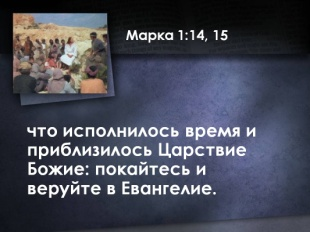 Марка 1:14, 15
что исполнилось время и
приблизилось Царствие
Божие: покайтесь и
веруйте в Евангелие.